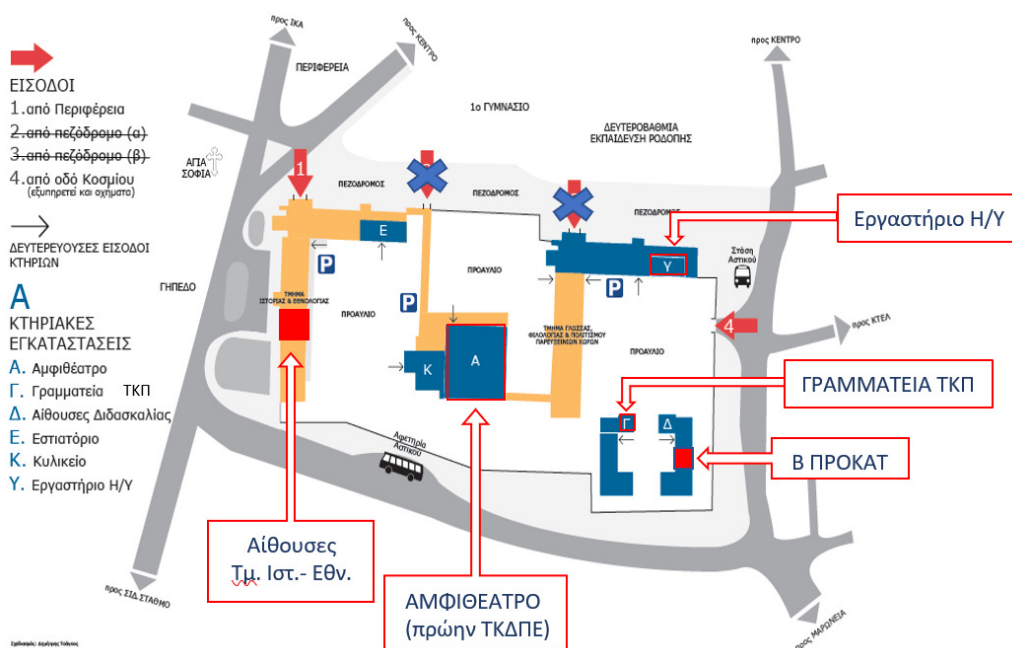 ΕΙΣΟΔΟΙ
1.από Περιφέρεια
2.από πεζόδρομο (α)
3.από πεζόδρομο (β)
4.από οδό Κοσμίου
(εξυπηρετεί και οχήματα)
ΔΕΥΤΕΡΕΥΟΥΣΕΣ ΕΙΣΟΔΟΙ
ΚΤΗΡΙΩΝ
Α
ΚΤΗΡΙΑΚΕΣ
ΕΓΚΑΤΑΣΤΑΣΕΙΣ
Α. Αμφιθέατρο
Γ. Γραμματεία ΤΚΠ
Δ. Αίθουσες Διδασκαλίας
Ε. Εστιατόριο
Κ. Κυλικείο
Υ. Εργαστήριο Η/Υ
προς ΙΚΑ
προς ΚΕΝΤΡΟ
ΠΕΡΙΦΕΡΕΙΑ
1ο ΓΥΜΝΑΣΙΟ
ΔΕΥΤΕΡΟΒΑΘΜΙΑ
ΕΚΠΑΙΔΕΥΣΗ ΡΟΔΟΠΗΣ
προς ΚΕΝΤΡΟ
ΑΓΙΑ
ΣΟΦΙΑ
1
ΠΕΖΟΔΡΟΜΟΣ
ΠΕΖΟΔΡΟΜΟΣ
ΠΕΖΟΔΡΟΜΟΣ
Εργαστήριο Η/Υ
Ε
P
P
P
Υ
Στάση
Αστικού
ΓΗΠΕΔΟ
ΤΜΗΜΑ
ΙΣΤΟΡΙΑΣ & ΕΘΝΟΛΟΓΙΑΣ
ΠΡΟΑΥΛΙΟ
ΠΡΟΑΥΛΙΟ
ΤΜΗΜΑ ΓΛΩΣΣΑΣ,
ΦΙΛΟΛΟΓΙΑΣ & ΠΟΛΙΤΙΣΜΟΥ
ΠΑΡΕΥΞΕΙΝΙΩΝ ΧΩΡΩΝ
ΠΡΟΑΥΛΙΟ
4
προς ΚΤΕΛ
Κ
Α
ΓΡΑΜΜΑΤΕΙΑ ΤΚΠ
Γ
Δ
Β ΠΡΟΚΑΤ
Αφετηρία
Αστικού
Αίθουσες
Τμ. Ιστ.- Εθν.
ΑΜΦΙΘΕΑΤΡΟ
(πρώην ΤΚΔΠΕ)
προς ΣΙΔ.ΣΤΑΘΜΟ
προς ΜΑΡΩΝΕΙΑ